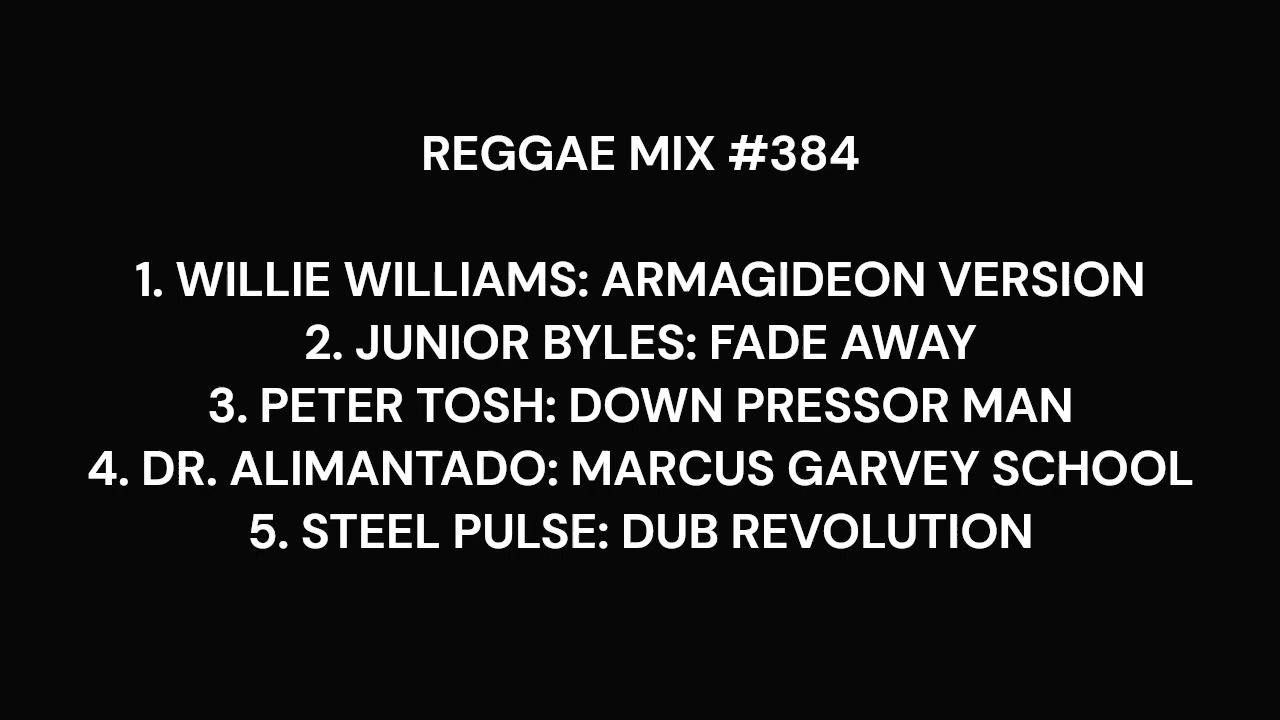 REGGAE MIX #384
1. WILLIE WILLIAMS: ARMAGIDEON VERSION
2. JUNIOR BYLES: FADE AWAY
3. PETER TOSH: DOWN PRESSOR MAN
4. DR. ALIMANTADO: MARCUS GARVEY SCHOOL
5. STEEL PULSE: DUB REVOLUTION